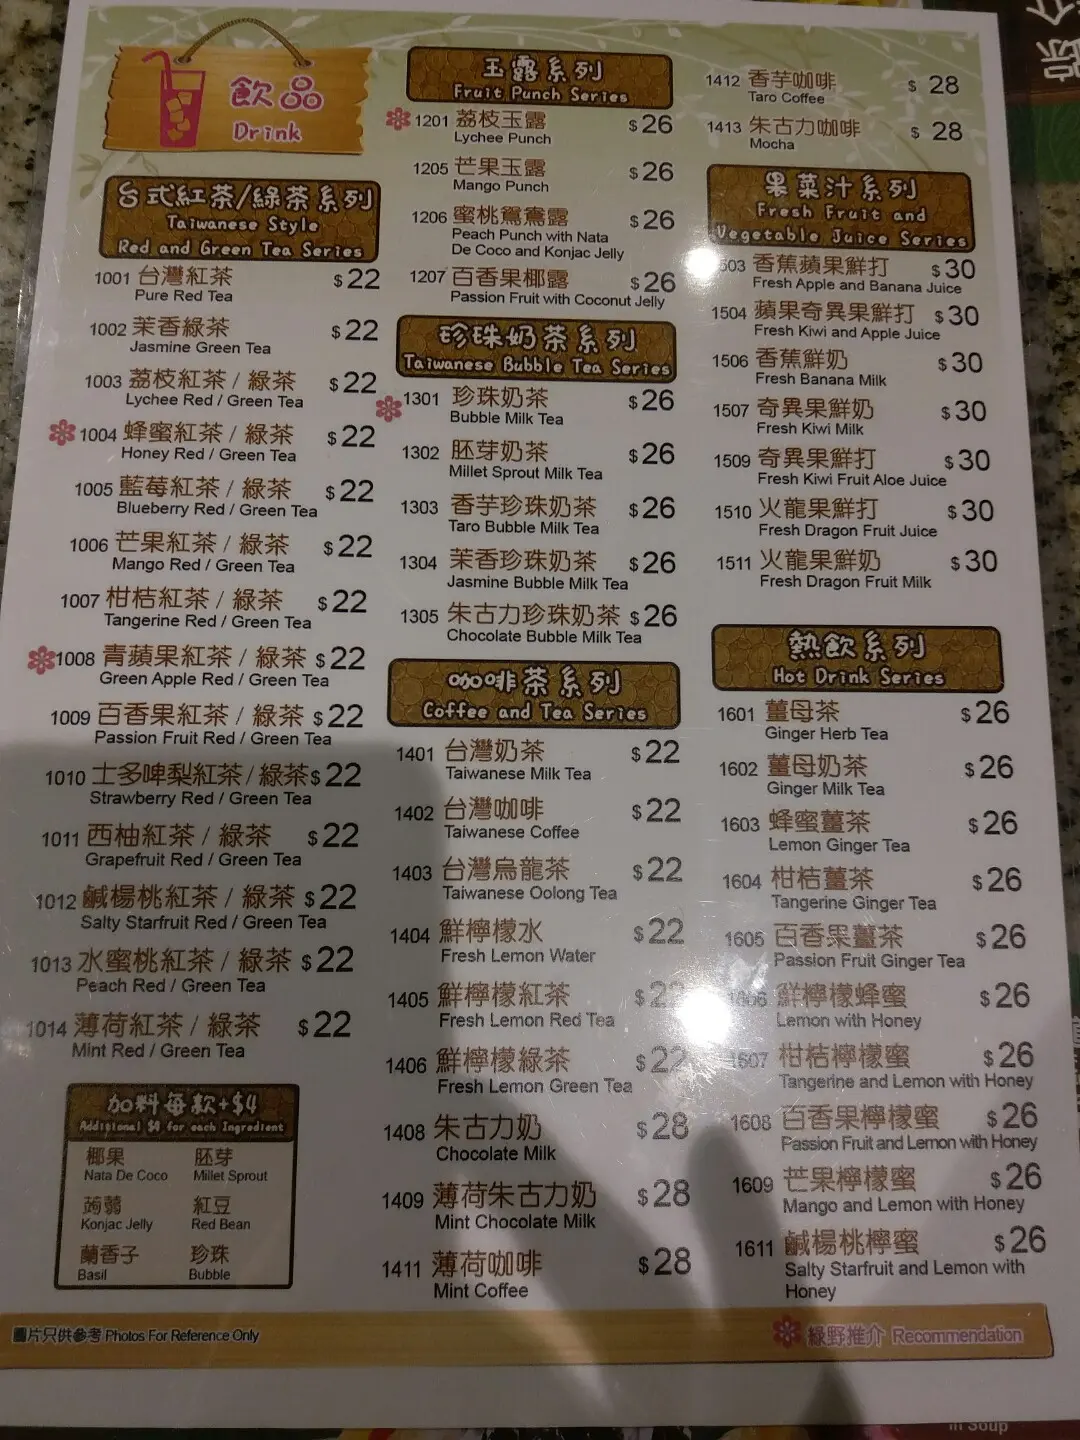 飲品
Drink
台式紅茶/綠茶系列
Taiwanese Style
Red and Green Tea Series
1001 台灣紅茶 $22
Pure Red Tea
1002 茉香綠茶 $22
Jasmine Green Tea
1003 荔枝紅茶 / 綠茶 $22
Lychee Red / Green Tea
1004 蜂蜜紅茶 / 綠茶 $22
Honey Red / Green Tea
1005 藍莓紅茶 / 綠茶 $22
Blueberry Red / Green Tea
1006 芒果紅茶 / 綠茶 $22
Mango Red / Green Tea
1007 柑桔紅茶 / 綠茶 $22
Tangerine Red / Green Tea
1008 青蘋果紅茶 / 綠茶 $22
Green Apple Red / Green Tea
1009 百香果紅茶 / 綠茶 $22
Passion Fruit Red / Green Tea
1010 士多啤梨紅茶 / 綠茶 $22
Strawberry Red / Green Tea
1011 西柚紅茶 / 綠茶 $22
Grapefruit Red / Green Tea
1012 鹹楊桃紅茶 / 綠茶 $22
Salty Starfruit Red / Green Tea
1013 水蜜桃紅茶 / 綠茶 $22
Peach Red / Green Tea
1014 薄荷紅茶 / 綠茶 $22
Mint Red / Green Tea
加料每款+$4
Additional $4 for each Ingredient
椰果 胚芽
Nata De Coco Millet Sprout
蒟蒻 紅豆
Konjac Jelly Red Bean
蘭香子 珍珠
Basil Bubble
玉露系列
Fruit Punch Series
1201 荔枝玉露 $26
Lychee Punch
1205 芒果玉露 $26
Mango Punch
1206 蜜桃鴛鴦露 $26
Peach Punch with Nata
De Coco and Konjac Jelly
1207 百香果椰露 $26
Passion Fruit with Coconut Jelly
珍珠奶茶系列
Taiwanese Bubble Tea Series
1301 珍珠奶茶 $26
Bubble Milk Tea
1302 胚芽奶茶 $26
Millet Sprout Milk Tea
1303 香芋珍珠奶茶 $26
Taro Bubble Milk Tea
1304 茉香珍珠奶茶 $26
Jasmine Bubble Milk Tea
1305 朱古力珍珠奶茶 $26
Chocolate Bubble Milk Tea
咖啡茶系列
Coffee and Tea Series
1401 台灣奶茶 $22
Taiwanese Milk Tea
1402 台灣咖啡 $22
Taiwanese Coffee
1403 台灣烏龍茶 $22
Taiwanese Oolong Tea
1404 鮮檸檬水 $22
Fresh Lemon Water
1405 鮮檸檬紅茶 $22
Fresh Lemon Red Tea
1406 鮮檸檬綠茶 $22
Fresh Lemon Green Tea
1408 朱古力奶 $28
Chocolate Milk
1409 薄荷朱古力奶 $28
Mint Chocolate Milk
1411 薄荷咖啡 $28
Mint Coffee
1412 香芋咖啡 $28
Taro Coffee
1413 朱古力咖啡 $28
Mocha
果菜汁系列
Fresh Fruit and
Vegetable Juice Series
1503 香蕉蘋果鮮打 $30
Fresh Apple and Banana Juice
1504 蘋果奇異果鮮打 $30
Fresh Kiwi and Apple Juice
1506 香蕉鮮奶 $30
Fresh Banana Milk
1507 奇異果鮮奶 $30
Fresh Kiwi Milk
1509 奇異果鮮打 $30
Fresh Kiwi Fruit Aloe Juice
1510 火龍果鮮打 $30
Fresh Dragon Fruit Juice
1511 火龍果鮮奶 $30
Fresh Dragon Fruit Milk
熱飲系列
Hot Drink Series
1601 薑母茶 $26
Ginger Herb Tea
1602 薑母奶茶 $26
Ginger Milk Tea
1603 蜂蜜薑茶 $26
Lemon Ginger Tea
1604 柑桔薑茶 $26
Tangerine Ginger Tea
1605 百香果薑茶 $26
Passion Fruit Ginger Tea
1606 鮮檸檬蜂蜜 $26
Lemon with Honey
1607 柑桔檸檬蜜 $26
Tangerine and Lemon with Honey
1608 百香果檸檬蜜 $26
Passion Fruit and Lemon with Honey
1609 芒果檸檬蜜 $26
Mango and Lemon with Honey
1611 鹹楊桃檸蜜 $26
Salty Starfruit and Lemon with
Honey
圖片只供參考 Photos For Reference Only
綠野推介 Recommendation
in Soup